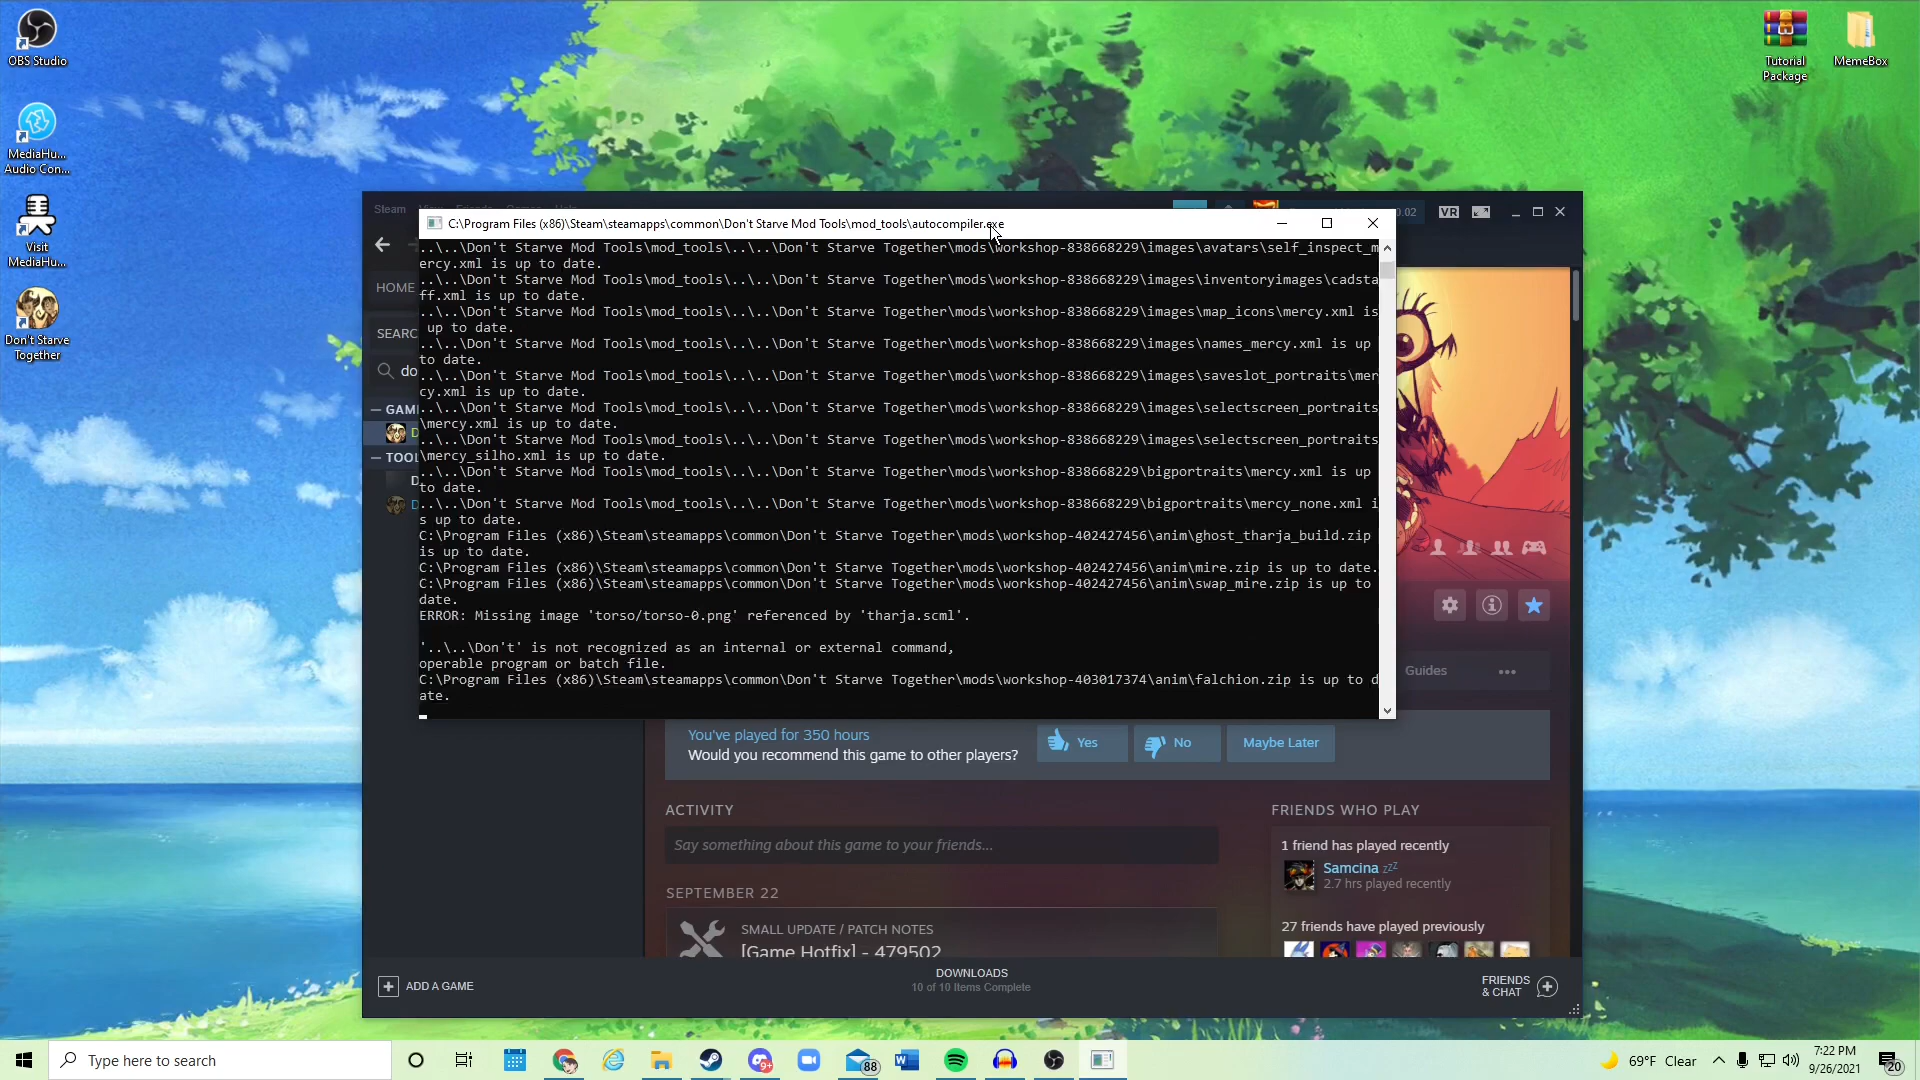 OBS Studio
MediaHu...
Audio Con...
Visit
MediaHu...
Don't Starve
Together
Tutorial
Package
MemeBox
Steam
VR
C:\Program Files (x86)\Steam\steamapps\common\Don't Starve Mod Tools\mod_tools\autocompiler.exe
..\..\Don't Starve Mod Tools\mod_tools\..\..\Don't Starve Together\mods\workshop-838668229\images\avatars\self_inspect_m
ercy.xml is up to date.
..\..\Don't Starve Mod Tools\mod_tools\..\..\Don't Starve Together\mods\workshop-838668229\images\inventoryimages\cadsta
ff.xml is up to date.
..\..\Don't Starve Mod Tools\mod_tools\..\..\Don't Starve Together\mods\workshop-838668229\images\map_icons\mercy.xml is
up to date.
..\..\Don't Starve Mod Tools\mod_tools\..\..\Don't Starve Together\mods\workshop-838668229\images\names_mercy.xml is up
to date.
..\..\Don't Starve Mod Tools\mod_tools\..\..\Don't Starve Together\mods\workshop-838668229\images\saveslot_portraits\mer
cy.xml is up to date.
..\..\Don't Starve Mod Tools\mod_tools\..\..\Don't Starve Together\mods\workshop-838668229\images\selectscreen_portraits
\mercy.xml is up to date.
..\..\Don't Starve Mod Tools\mod_tools\..\..\Don't Starve Together\mods\workshop-838668229\images\selectscreen_portraits
\mercy_silho.xml is up to date.
..\..\Don't Starve Mod Tools\mod_tools\..\..\Don't Starve Together\mods\workshop-838668229\bigportraits\mercy.xml is up
to date.
..\..\Don't Starve Mod Tools\mod_tools\..\..\Don't Starve Together\mods\workshop-838668229\bigportraits\mercy_none.xml i
s up to date.
C:\Program Files (x86)\Steam\steamapps\common\Don't Starve Together\mods\workshop-402427456\anim\ghost_tharja_build.zip
is up to date.
C:\Program Files (x86)\Steam\steamapps\common\Don't Starve Together\mods\workshop-402427456\anim\mire.zip is up to date.
C:\Program Files (x86)\Steam\steamapps\common\Don't Starve Together\mods\workshop-402427456\anim\swap_mire.zip is up to
date.
ERROR: Missing image 'torso/torso-0.png' referenced by 'tharja.scml'.
'..\..\Don't' is not recognized as an internal or external command,
operable program or batch file.
C:\Program Files (x86)\Steam\steamapps\common\Don't Starve Together\mods\workshop-403017374\anim\falchion.zip is up to d
ate.
HOME
SEARC
do
GAM
D
TOOL
D
D
Guides
You've played for 350 hours
Would you recommend this game to other players?
Yes
No
Maybe Later
ACTIVITY
Say something about this game to your friends...
SEPTEMBER 22
SMALL UPDATE / PATCH NOTES
[Game Hotfix] - 479502
FRIENDS WHO PLAY
1 friend has played recently
Samcina zzZ
2.7 hrs played recently
27 friends have played previously
ADD A GAME
DOWNLOADS
10 of 10 Items Complete
FRIENDS
& CHAT
Type here to search
9+
88
69°F Clear
7:22 PM
9/26/2021
20